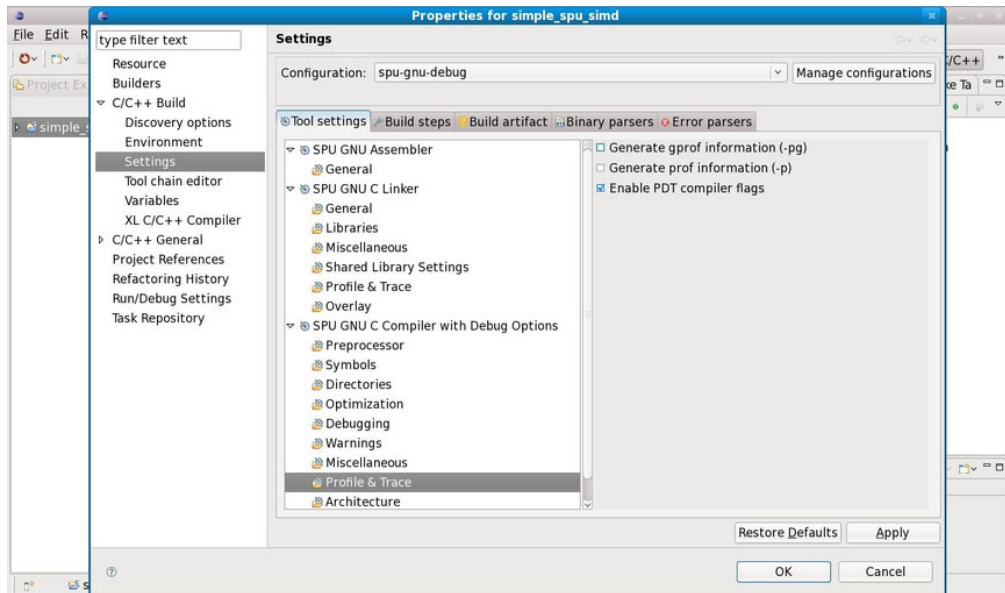 Properties for simple_spu_simd
File Edit R
type filter text
Settings
C/C++
Project Ex
ke Ta
simple_s
Resource
Builders
C/C++ Build
Discovery options
Environment
Settings
Tool chain editor
Variables
XL C/C++ Compiler
C/C++ General
Project References
Refactoring History
Run/Debug Settings
Task Repository
Configuration: spu-gnu-debug Manage configurations
Tool settings Build steps Build artifact Binary parsers Error parsers
SPU GNU Assembler
General
SPU GNU C Linker
General
Libraries
Miscellaneous
Shared Library Settings
Profile & Trace
Overlay
SPU GNU C Compiler with Debug Options
Preprocessor
Symbols
Directories
Optimization
Debugging
Warnings
Miscellaneous
Profile & Trace
Architecture
Generate gprof information (-pg)
Generate prof information (-p)
Enable PDT compiler flags
Restore Defaults Apply
OK Cancel